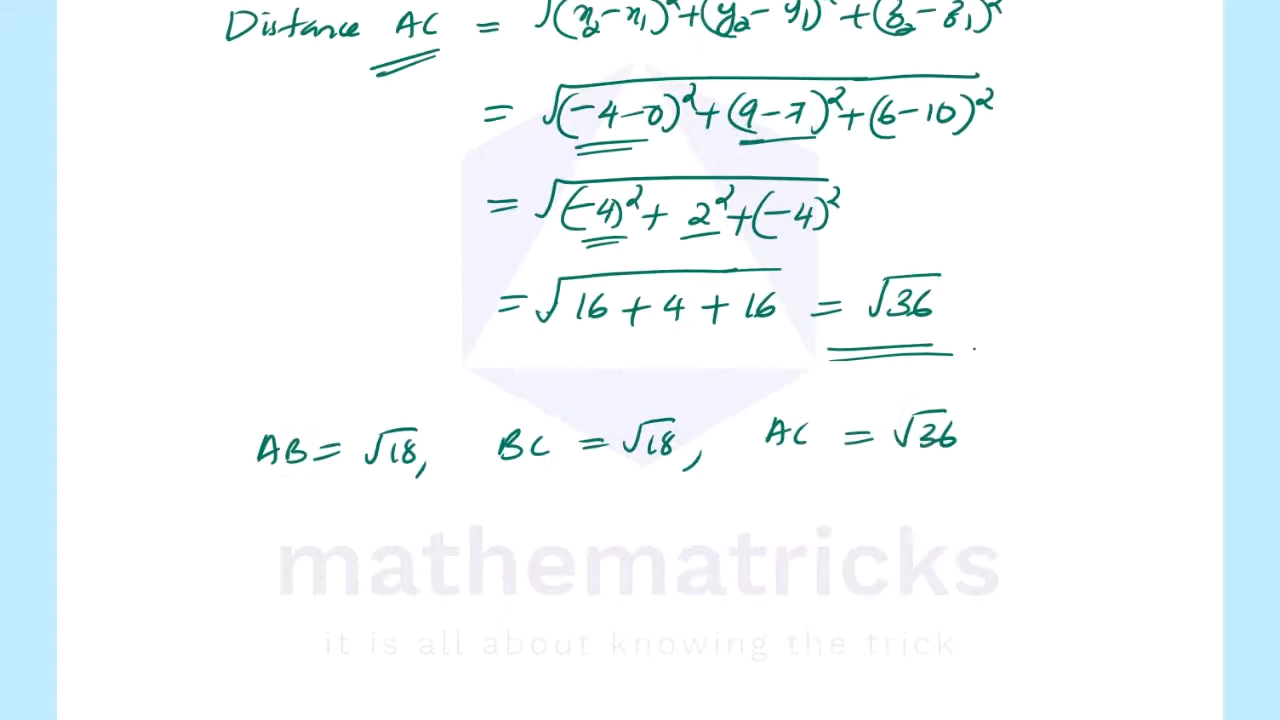 Distance AC = √(x₂-x₁)²+(y₂-y₁)²+(z₂-z₁)²
= √(-4-0)²+(9-7)²+(6-10)²
= √(-4)²+2²+(-4)²
= √16+4+16 = √36
AB = √18, BC = √18, AC = √36
mathematricks
it is all about knowing the trick